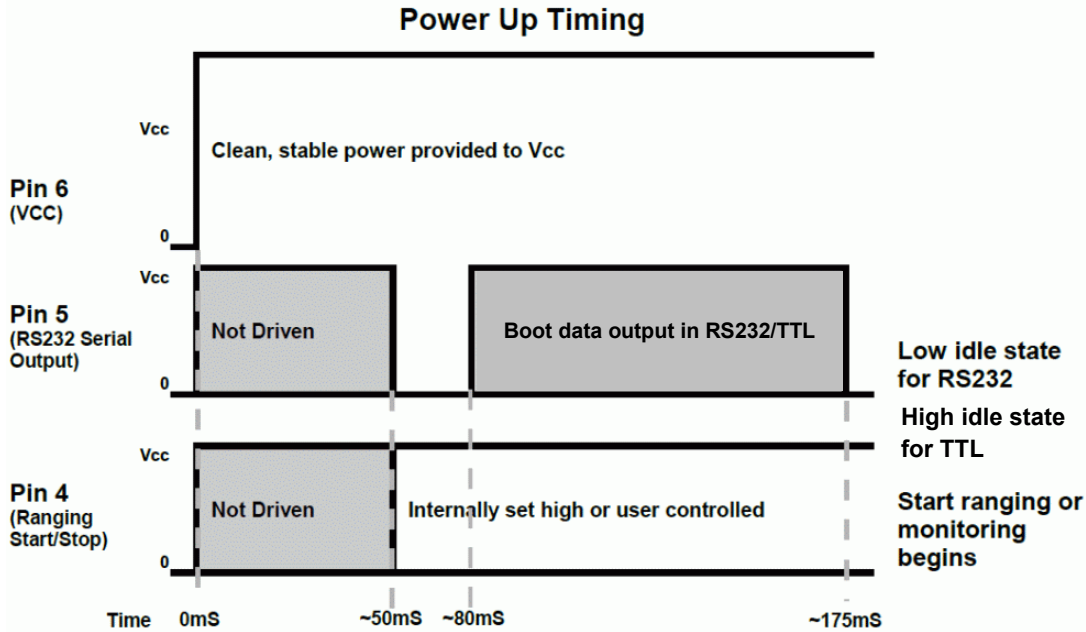 Power Up Timing
Vcc
Clean, stable power provided to Vcc
Pin 6
(VCC)
0
Vcc
Pin 5
(RS232 Serial
Output)
Not Driven
Boot data output in RS232/TTL
0
Low idle state
for RS232
High idle state
for TTL
Vcc
Pin 4
(Ranging
Start/Stop)
Not Driven
Internally set high or user controlled
0
Start ranging or
monitoring
begins
Time 0mS ~50mS ~80mS ~175mS